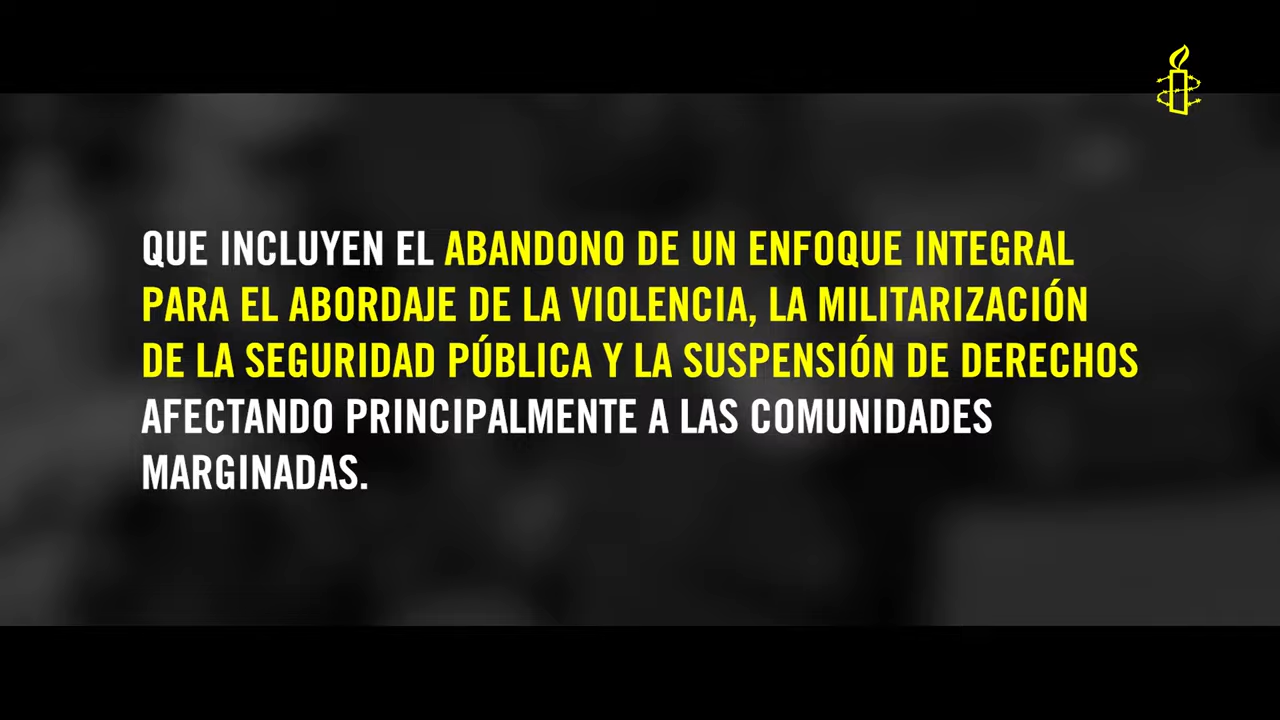 QUE INCLUYEN EL ABANDONO DE UN ENFOQUE INTEGRAL
PARA EL ABORDAJE DE LA VIOLENCIA, LA MILITARIZACIÓN
DE LA SEGURIDAD PÚBLICA Y LA SUSPENSIÓN DE DERECHOS
AFECTANDO PRINCIPALMENTE A LAS COMUNIDADES
MARGINADAS.